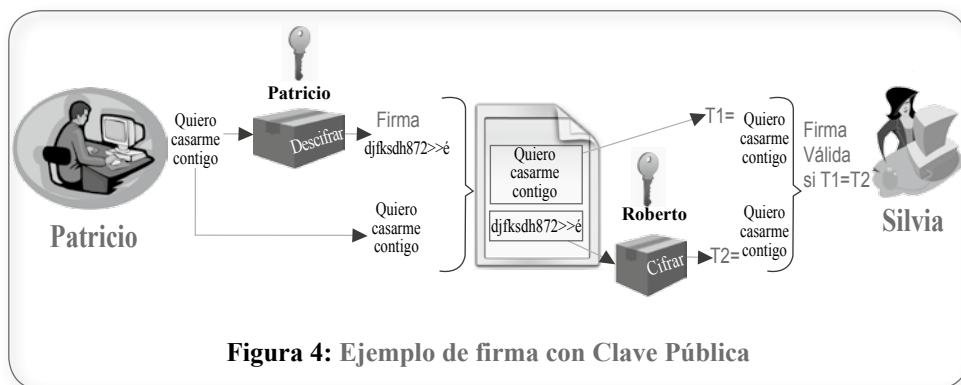 Patricio
Quiero
casarme
contigo
Patricio
Descifrar
Firma
djfksdh872>>é
Quiero
casarme
contigo
Quiero
casarme
contigo
djfksdh872>>é
Roberto
Cifrar
T1=
Quiero
casarme
contigo
T2=
Quiero
casarme
contigo
Firma
Válida
si T1=T2
Silvia
Figura 4: Ejemplo de firma con Clave Pública